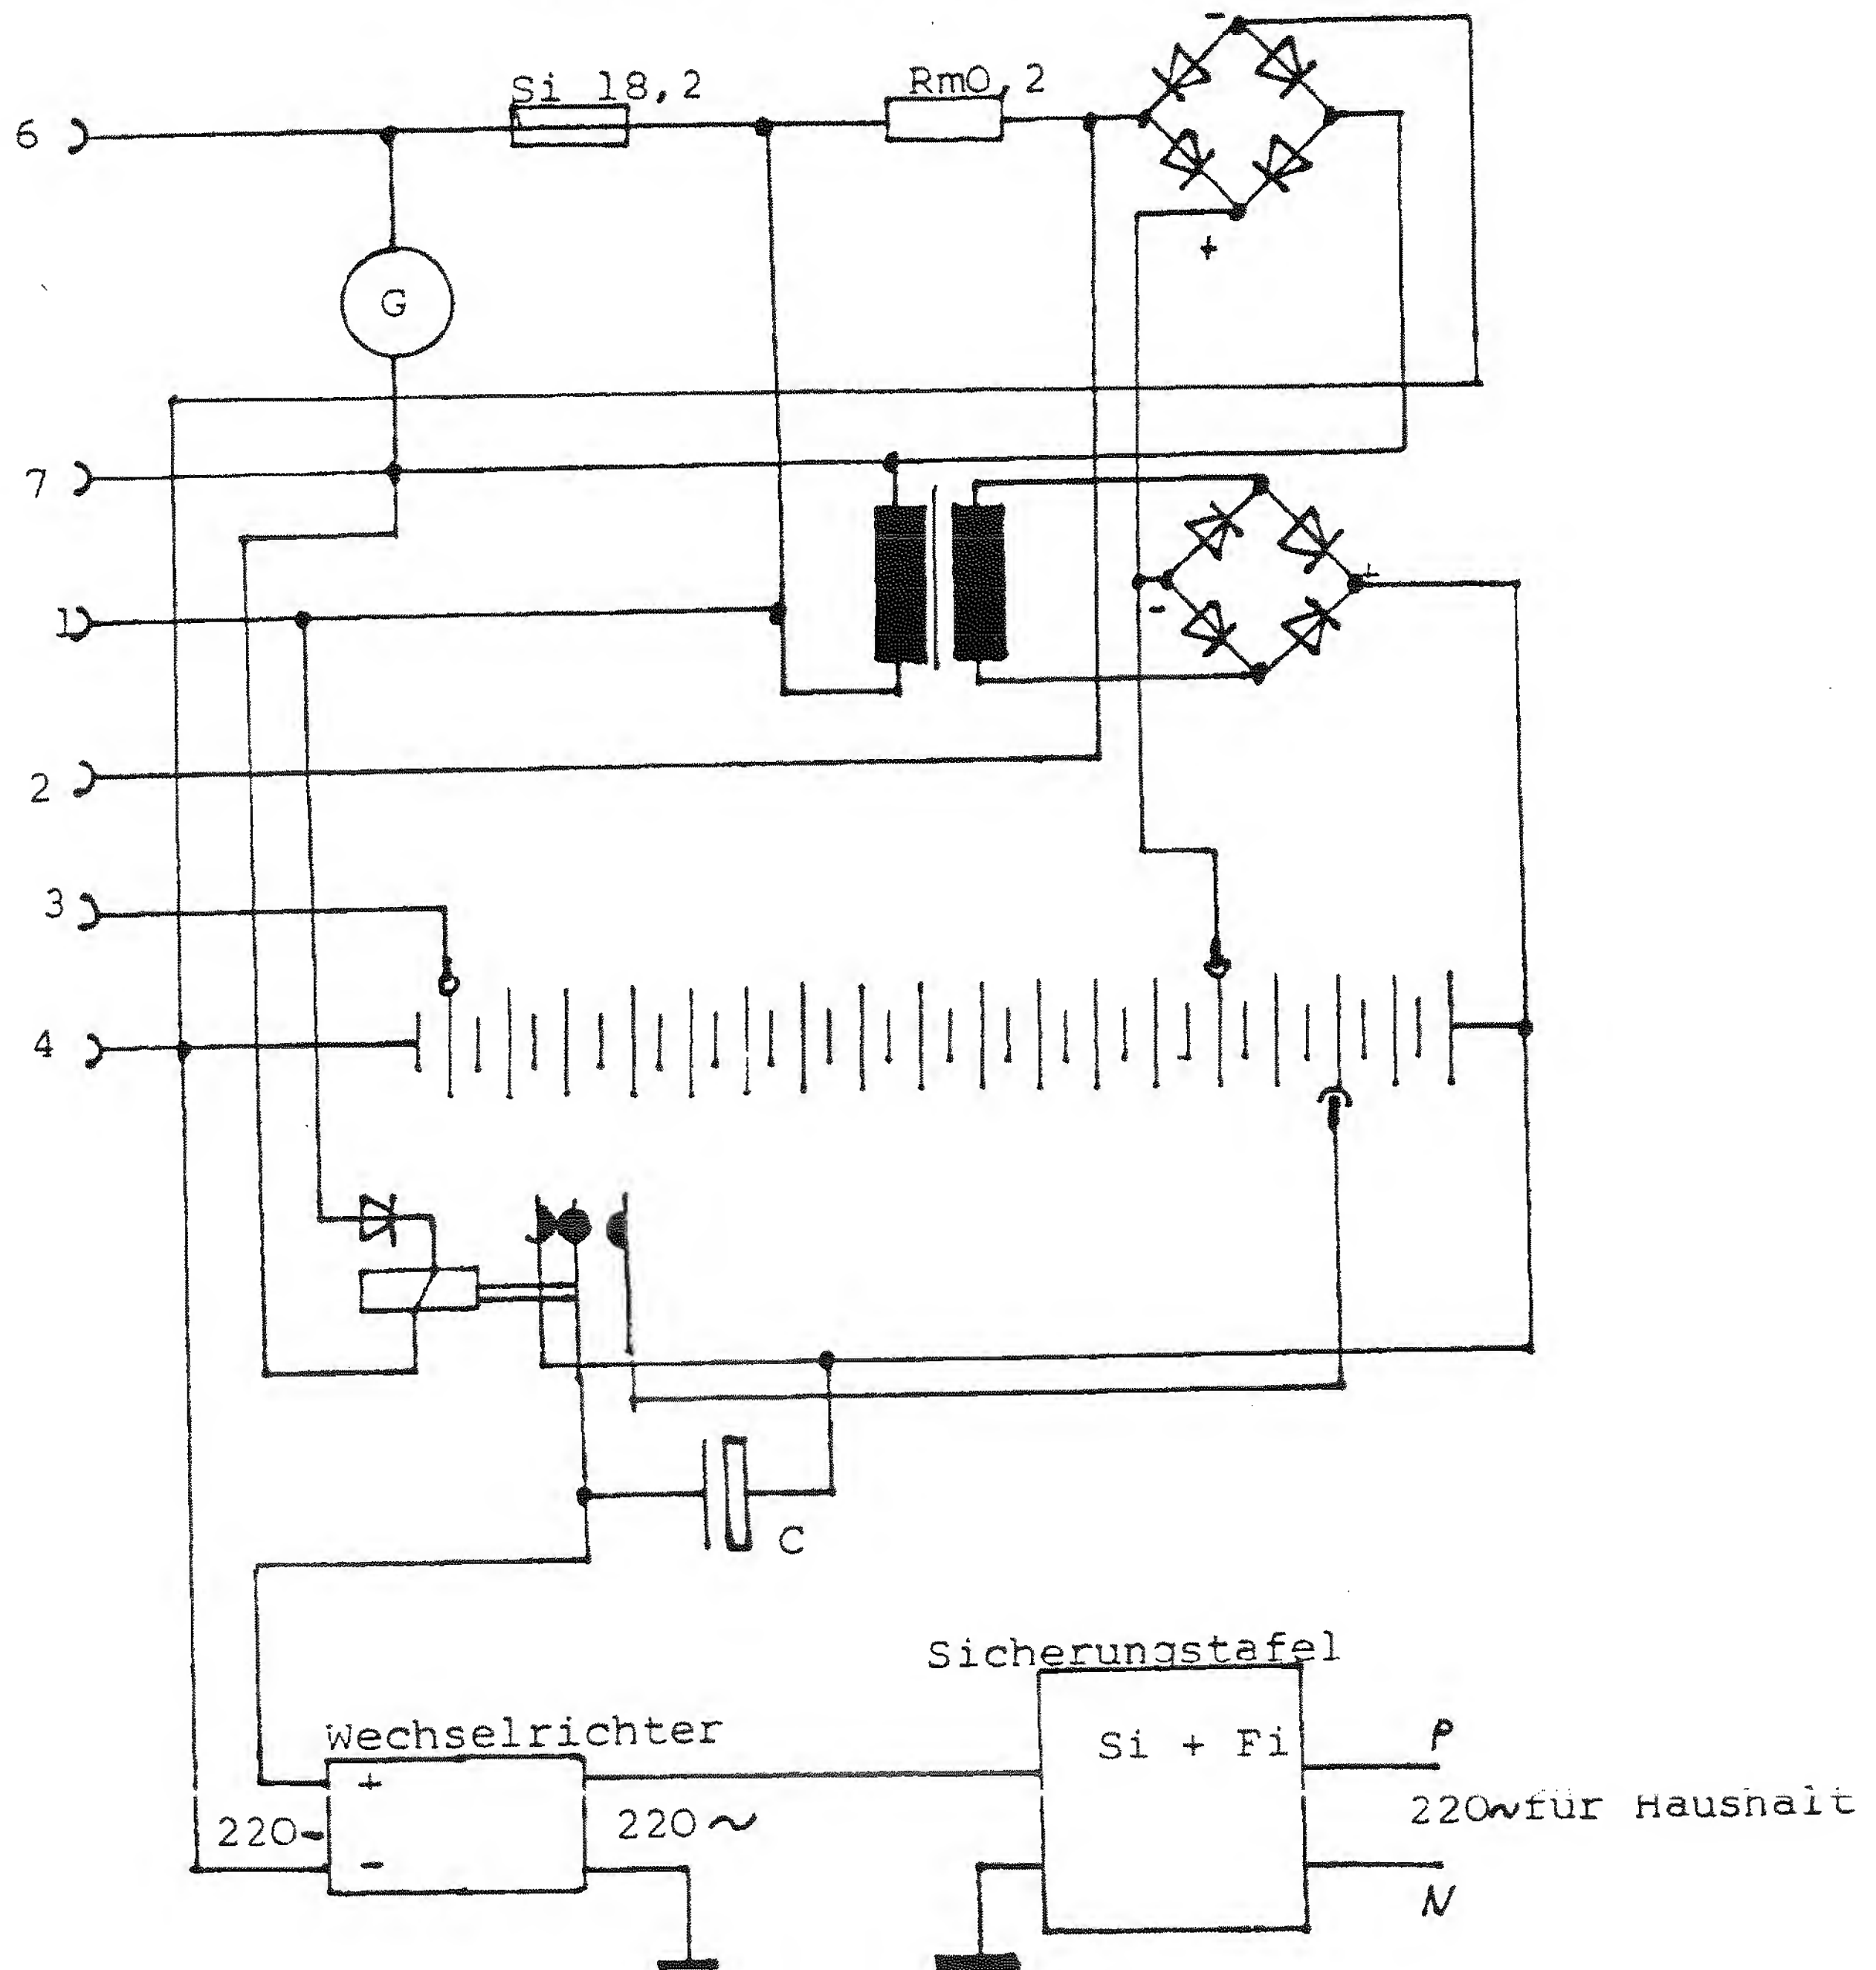 -
Si 18,2
RmO,2
6
+
G
7
+
1
-
2
3
4
C
Sicherungstafel
Wechselrichter
Si + Fi
P
+
220-
220~
220~für Haushalt
-
N